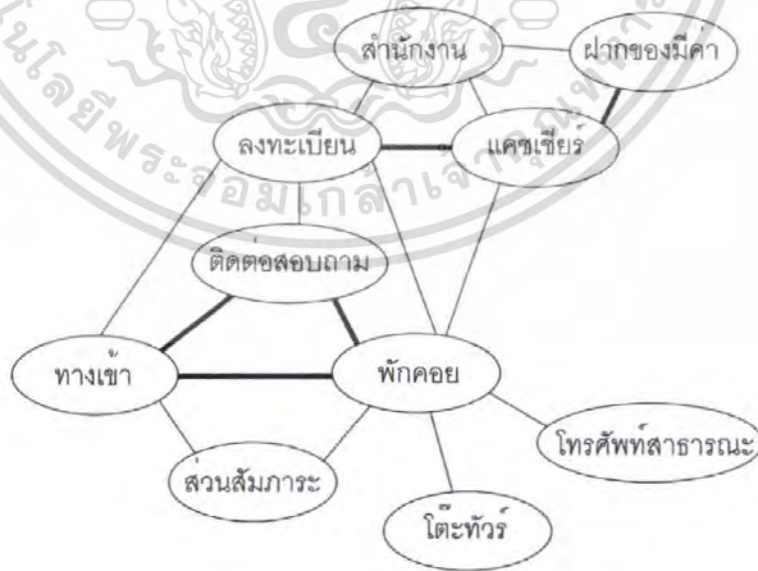 สำนักงาน
ฝากของมีค่า
ลงทะเบียน
แคชเชียร์
ติดต่อสอบถาม
ทางเข้า
พักคอย
โทรศัพท์สาธารณะ
ส่วนสัมภาระ
โต๊ะทัวร์